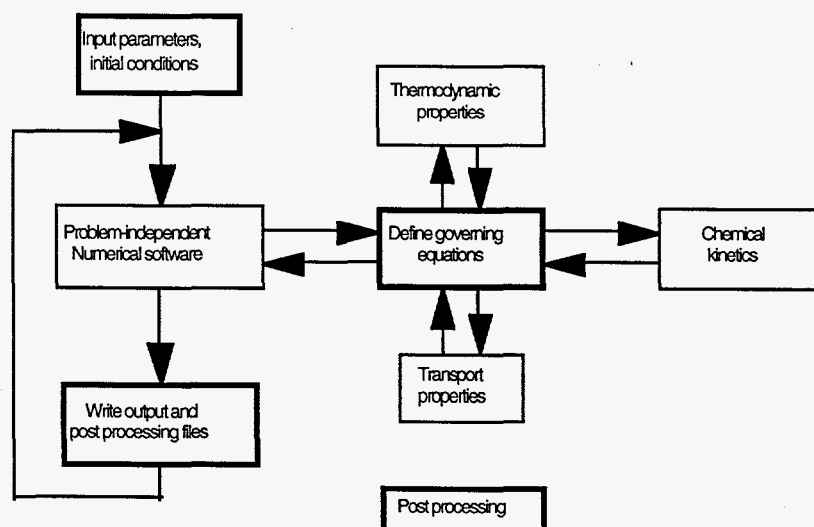 Input parameters,
initial conditions
Thermodynamic
properties
Problem-independent
Numerical software
Define governing
equations
Chemical
kinetics
Transport
properties
Write output and
post processing files
Post processing